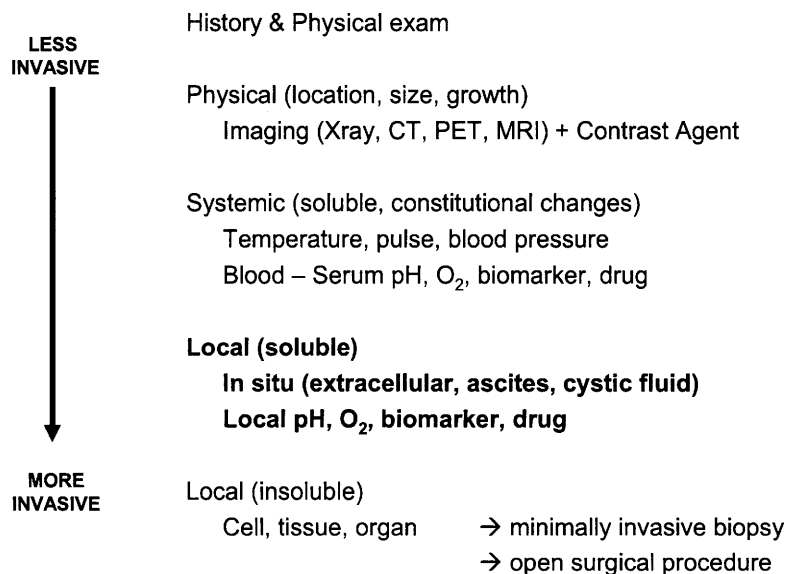 History & Physical exam
LESS
INVASIVE
Physical (location, size, growth)
Imaging (Xray, CT, PET, MRI) + Contrast Agent
Systemic (soluble, constitutional changes)
Temperature, pulse, blood pressure
Blood – Serum pH, O₂, biomarker, drug
Local (soluble)
In situ (extracellular, ascites, cystic fluid)
Local pH, O₂, biomarker, drug
MORE
INVASIVE
Local (insoluble)
Cell, tissue, organ → minimally invasive biopsy
→ open surgical procedure